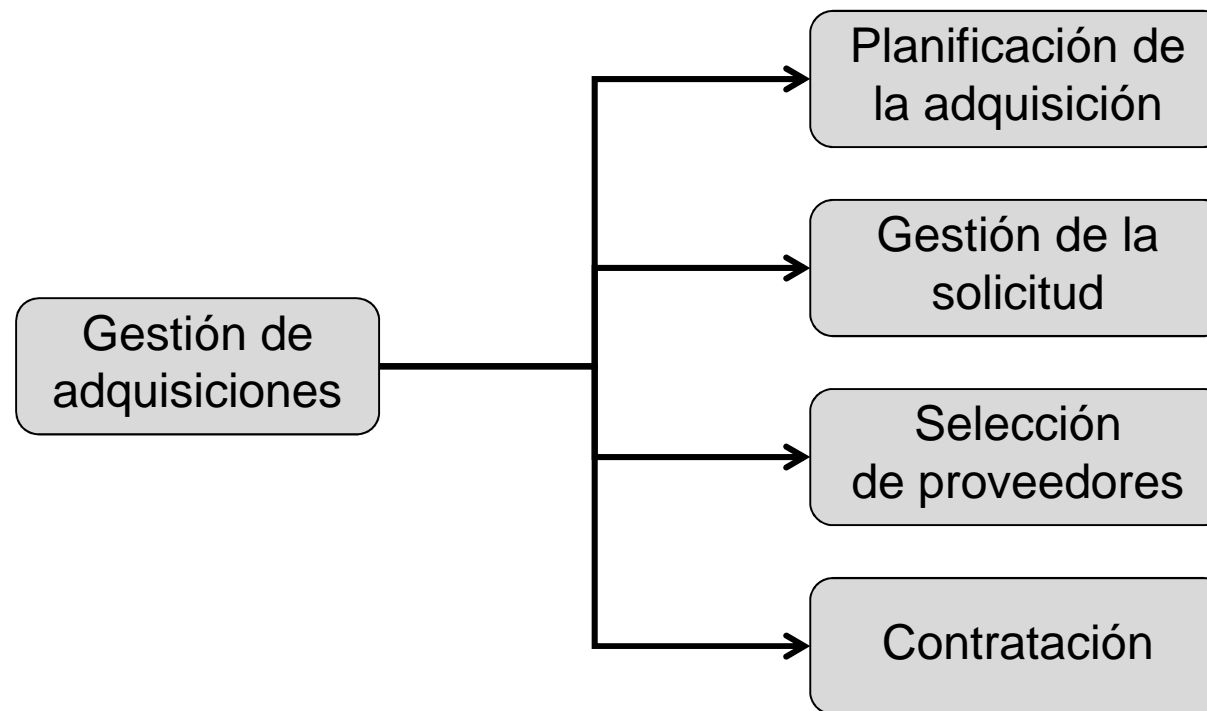 Planificación de
la adquisición
Gestión de la
solicitud
Gestión de
adquisiciones
Selección
de proveedores
Contratación